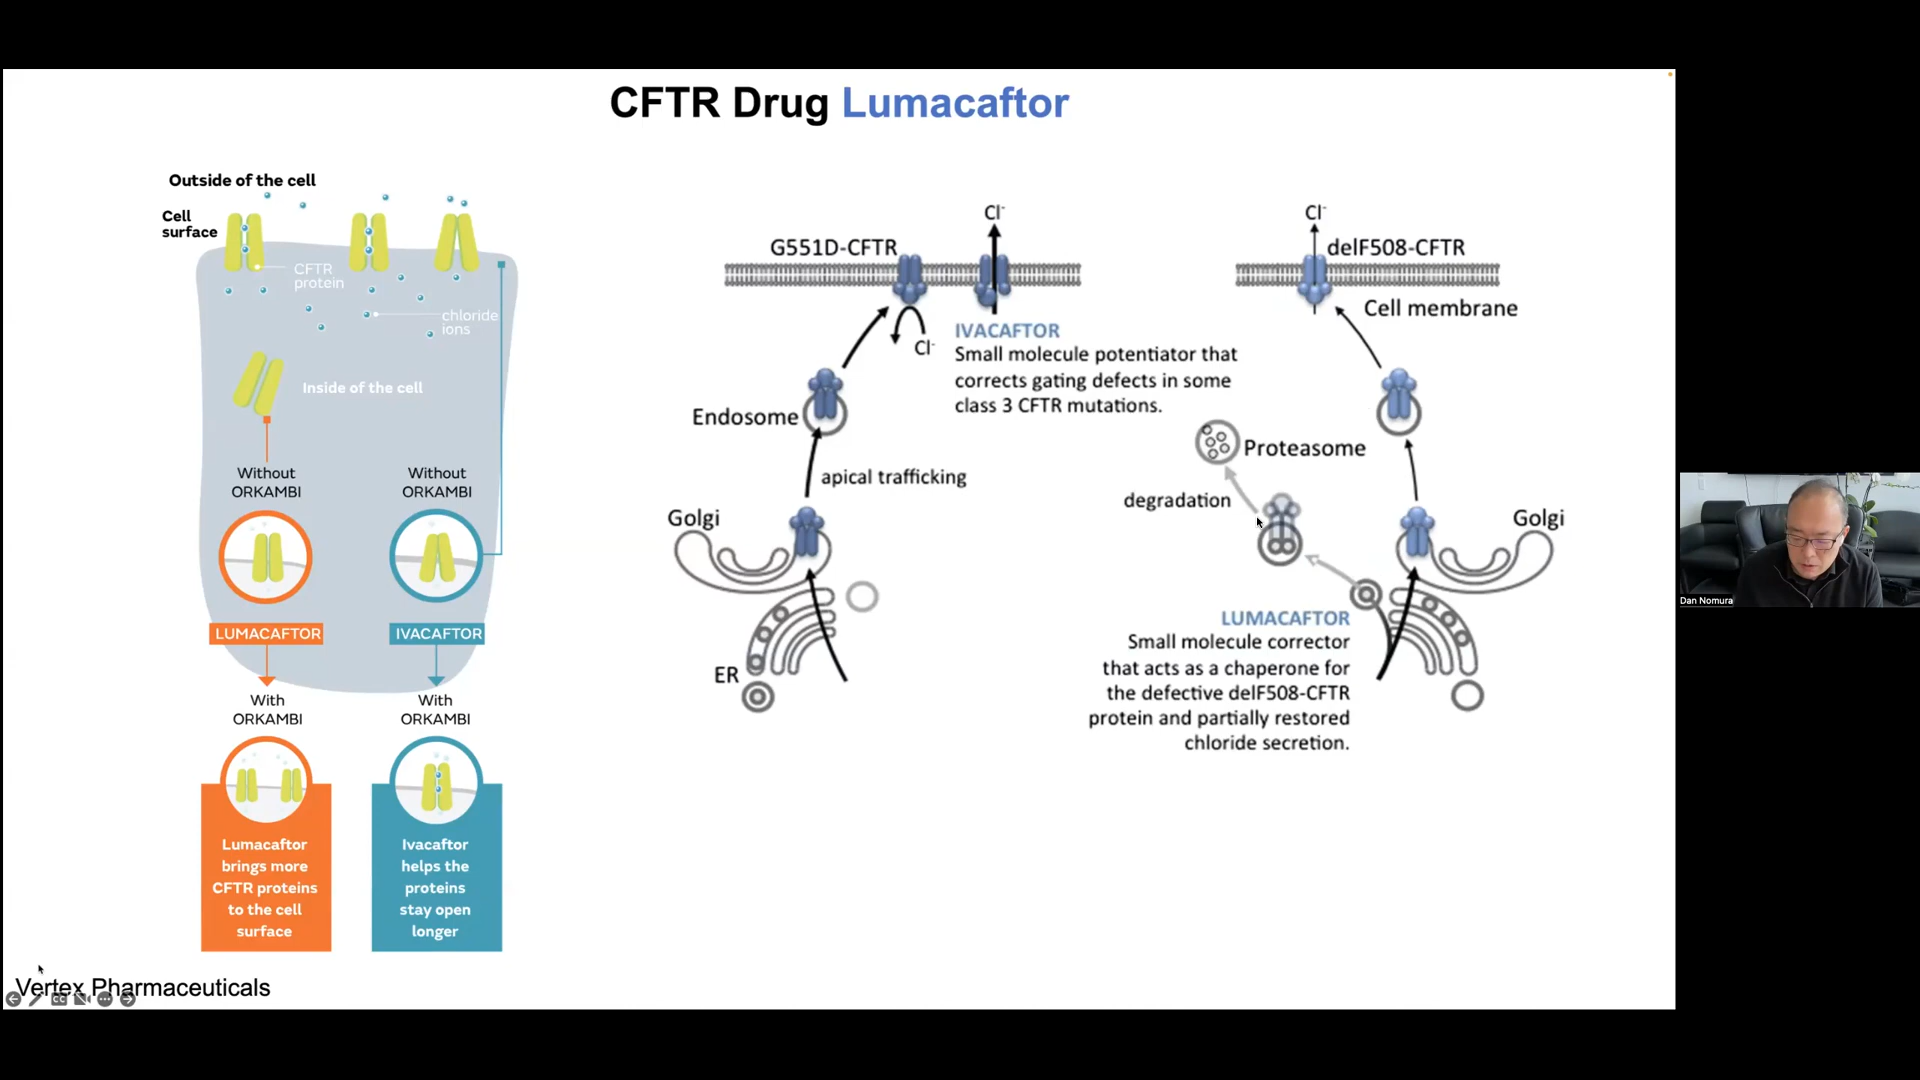 CFTR Drug Lumacaftor
Outside of the cell
Cell
surface
CFTR
protein
chloride
ions
Inside of the cell
Without
ORKAMBI
Without
ORKAMBI
LUMACAFTOR
IVACAFTOR
With
ORKAMBI
With
ORKAMBI
Lumacaftor
brings more
CFTR proteins
to the cell
surface
Ivacaftor
helps the
proteins
stay open
longer
G551D-CFTR
Cl-
Cl-
IVACAFTOR
Small molecule potentiator that
corrects gating defects in some
class 3 CFTR mutations.
Endosome
apical trafficking
Golgi
ER
Cl-
delF508-CFTR
Cell membrane
Proteasome
degradation
Golgi
LUMACAFTOR
Small molecule corrector
that acts as a chaperone for
the defective delF508-CFTR
protein and partially restored
chloride secretion.
Vertex Pharmaceuticals
CC
Dan Nomura